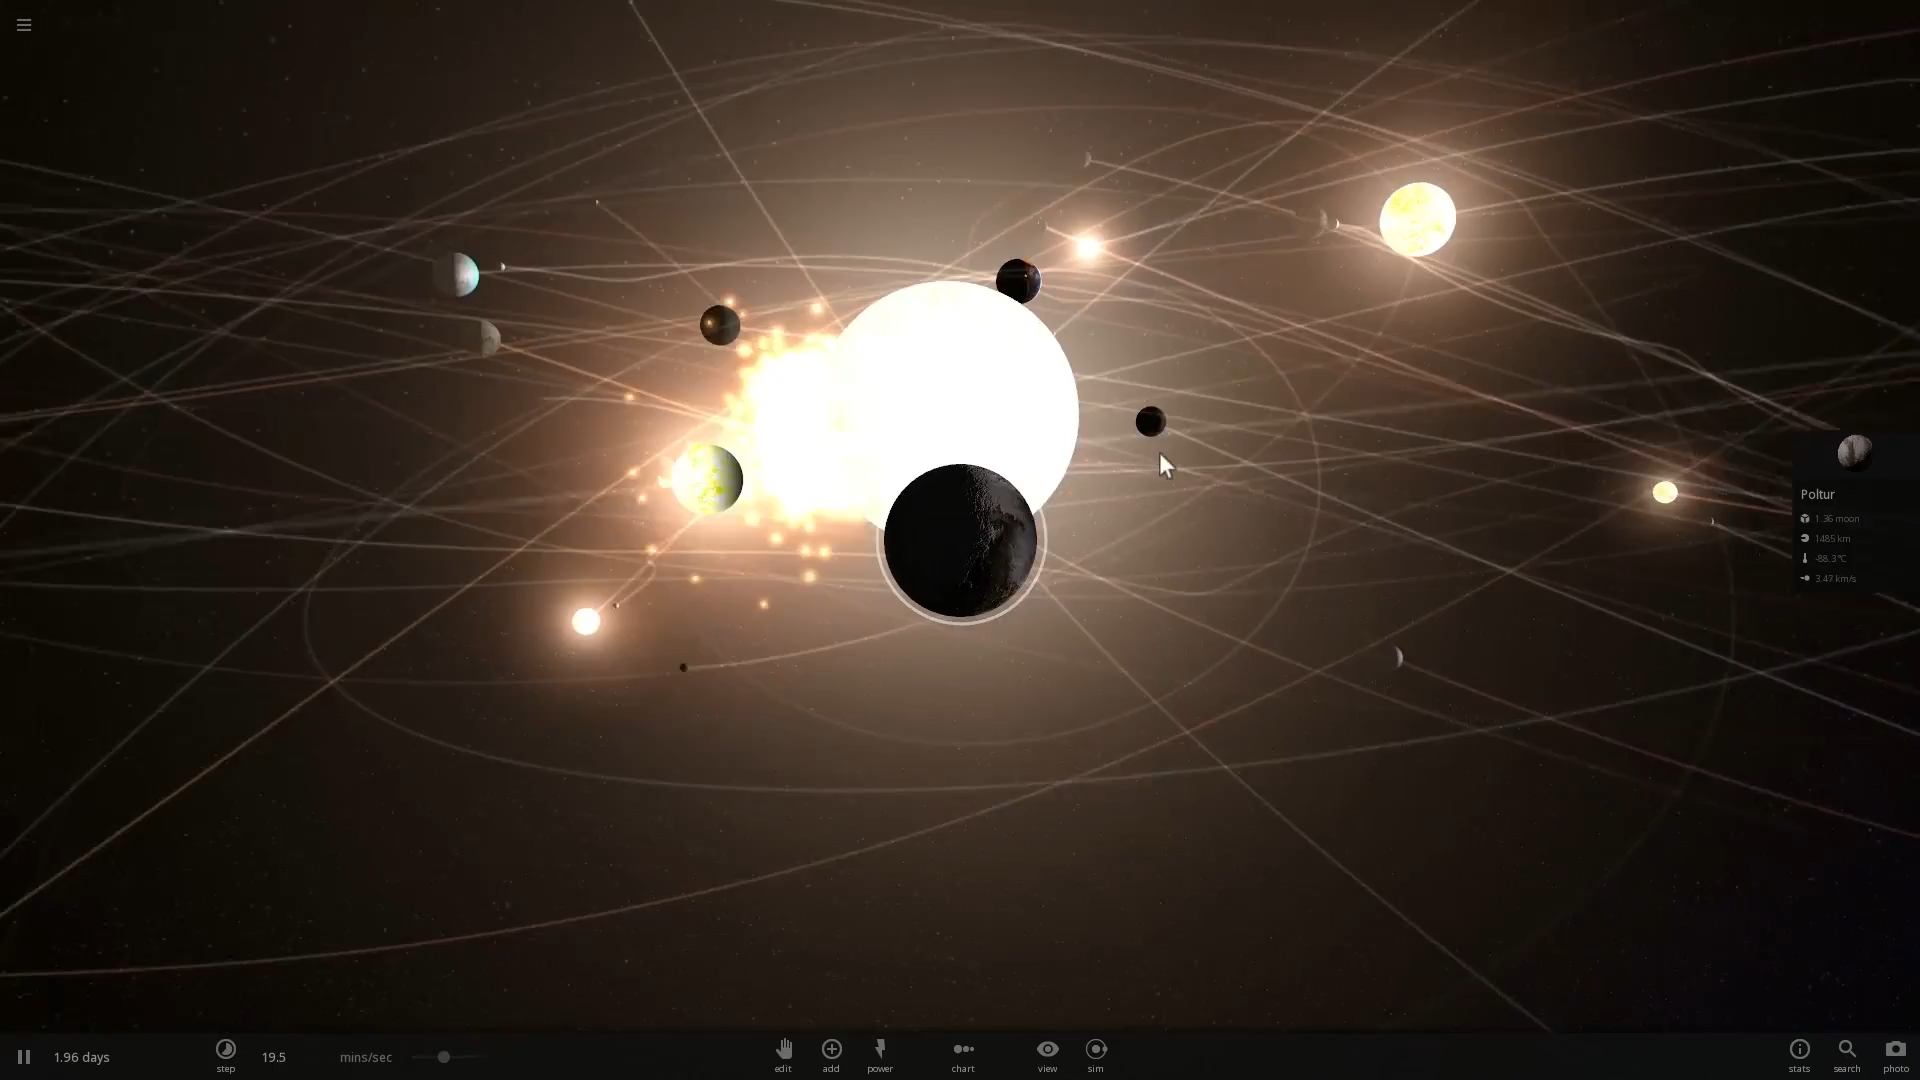 Poltur
1.36 moon
1485 km
-88.3°C
3.47 km/s
1.96 days
step
19.5
mins/sec
edit
add
power
chart
view
sim
stats
search
photo